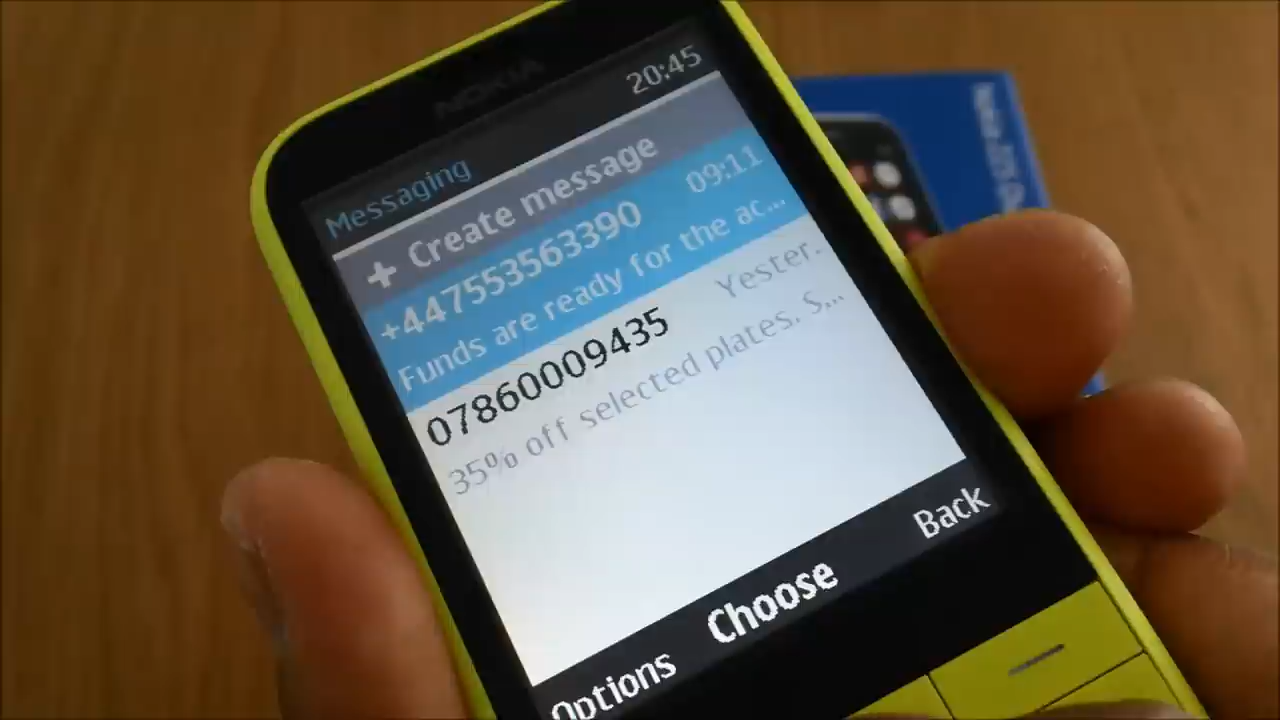 NOKIA
20:45
Messaging
+ Create message
+447553563390 09:11
Funds are ready for the ac...
07860009435 Yester.
35% off selected plates. S...
Options Choose Back